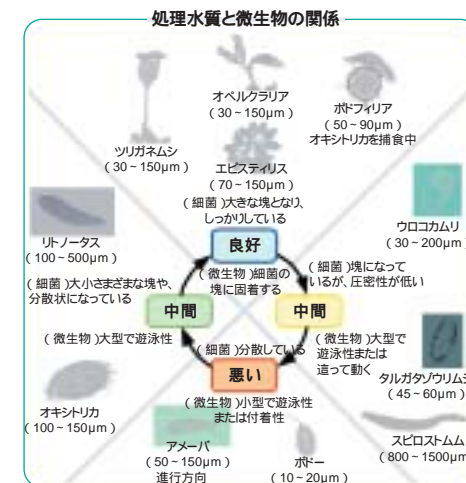 処理水質と微生物の関係
オペルクラリア
(30~150μm)
ボドフィリア
(50~90μm)
オキシトリカを捕食中
ツリガネムシ
(30~150μm)
エピスティリス
(70~150μm)
(細菌)大きな塊となり、
しっかりしている
リトノータス
(100~500μm)
ウロコカムリ
(30~200μm)
良好
(細菌)大小さまざまな塊や、
分散状になっている
(微生物)細菌の
塊に固着する
(細菌)塊になって
いるが、圧密性が低い
中間
中間
(微生物)大型で遊泳性
(細菌)分散している
(微生物)大型で
遊泳性または
這って動く
悪い
タルガタゾウリムシ
(45~60μm)
オキシトリカ
(100~150μm)
(微生物)小型で遊泳性
または付着性
アメーバ
(50~150μm)
進行方向
ボドー
(10~20μm)
スピロストムム
(800~1500μm)